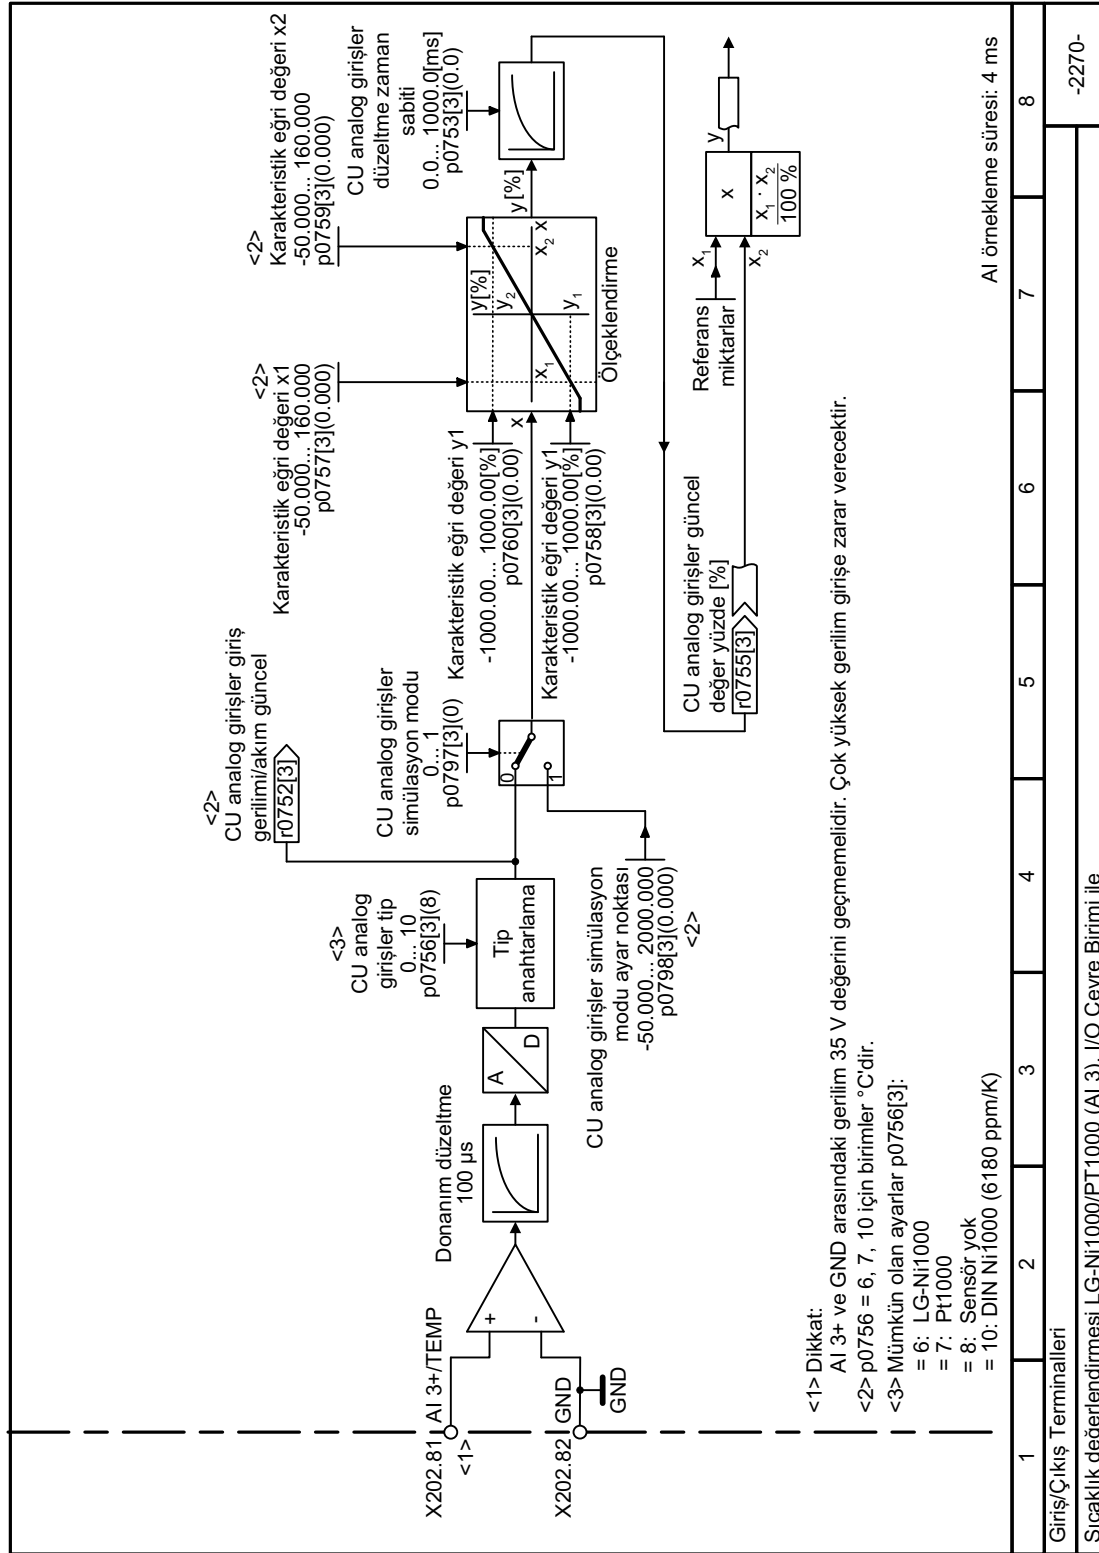 X202.81
AI 3+/TEMP
<1>
X202.82
GND
GND
+
-
Donanım düzeltme
100 µs
A
D
<3>
CU analog
girişler tip
0... 10
p0756[3](8)
Tip
anahtarlama
<2>
CU analog girişler giriş
gerilimi/akım güncel
r0752[3]
CU analog girişler
simülasyon modu
0... 1
p0797[3](0)
0
1
CU analog girişler simülasyon
modu ayar noktası
-50.000... 2000.000
p0798[3](0.000)
<2>
<2>
Karakteristik eğri değeri x1
-50.000... 160.000
p0757[3](0.000)
<2>
Karakteristik eğri değeri x2
-50.000... 160.000
p0759[3](0.000)
Karakteristik eğri değeri y1
-1000.00... 1000.00[%]
p0760[3](0.00)
Karakteristik eğri değeri y1
-1000.00... 1000.00[%]
p0758[3](0.00)
x
y[%]
y2
x1
x2
x
y1
Ölçeklendirme
y[%]
CU analog girişler
düzeltme zaman
sabiti
0.0... 1000.0[ms]
p0753[3](0.0)
CU analog girişler güncel
değer yüzde [%]
r0755[3]
Referans
miktarlar
x1
x2
x
x1 · x2
100 %
y
<1> Dikkat:
AI 3+ ve GND arasındaki gerilim 35 V değerini geçmemelidir. Çok yüksek gerilim girişe zarar verecektir.
<2> p0756 = 6, 7, 10 için birimler °C'dir.
<3> Mümkün olan ayarlar p0756[3]:
= 6: LG-Ni1000
= 7: Pt1000
= 8: Sensör yok
= 10: DIN Ni1000 (6180 ppm/K)
AI örnekleme süresi: 4 ms
1 2 3 4 5 6 7 8
Giriş/Çıkış Terminalleri
-2270-
Sıcaklık değerlendirmesi LG-Ni1000/PT1000 (AI 3), I/O Çevre Birimi ile